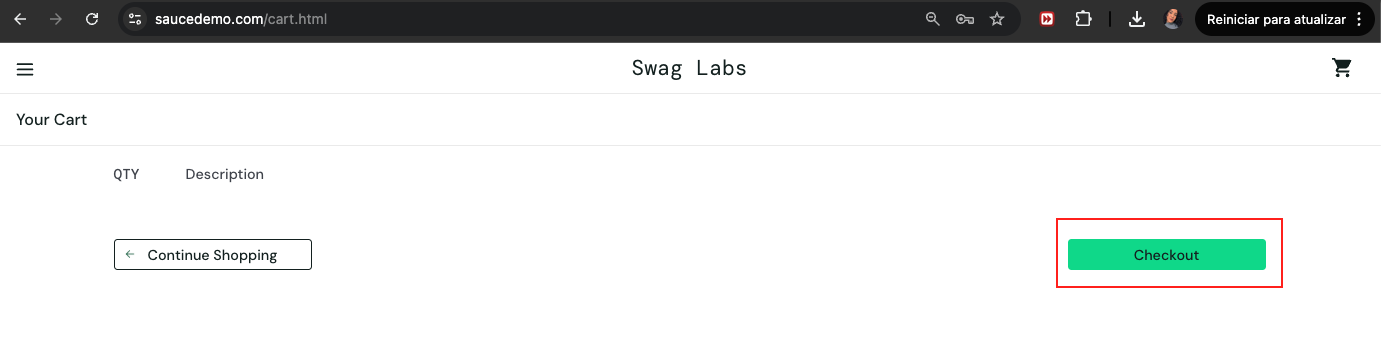 saucedemo.com/cart.html
Reiniciar para atualizar
Swag Labs
Your Cart
QTY Description
Continue Shopping
Checkout